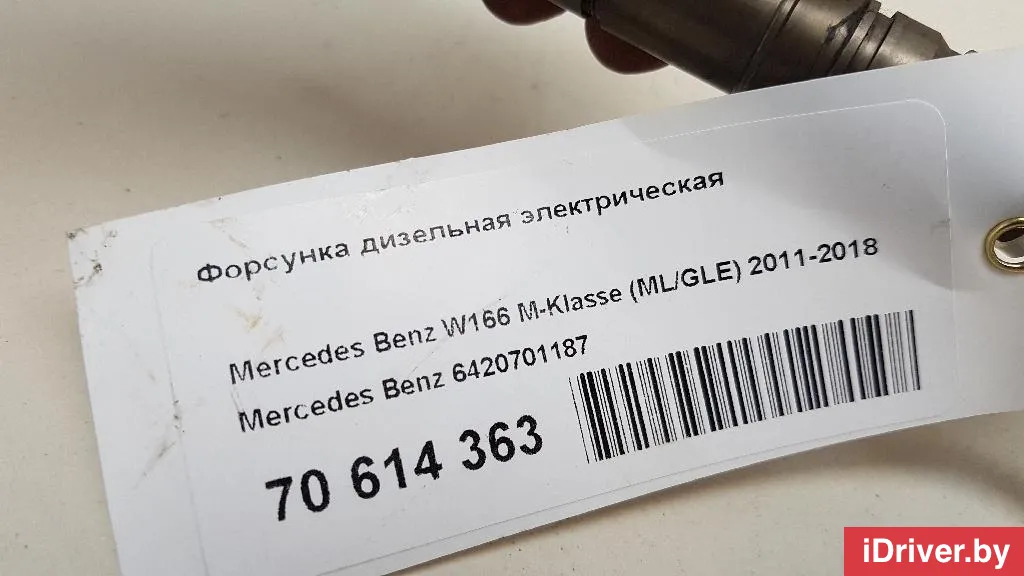 Форсунка дизельная электрическая
Mercedes Benz W166 M-Klasse (ML/GLE) 2011-2018
Mercedes Benz 6420701187
70 614 363
iDriver.by